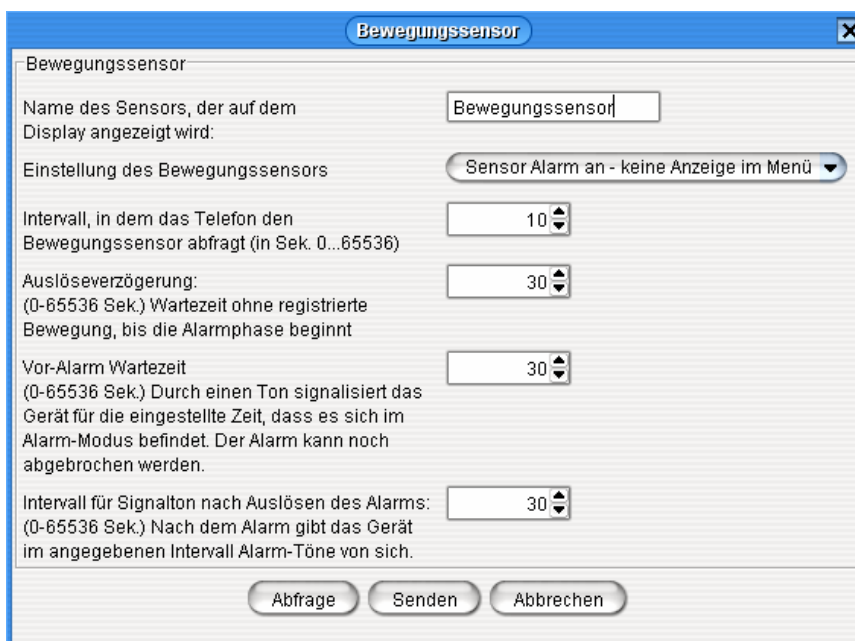 Bewegungssensor
Bewegungssensor
Name des Sensors, der auf dem
Display angezeigt wird:
Bewegungssensor
Einstellung des Bewegungssensors
Sensor Alarm an - keine Anzeige im Menü
Intervall, in dem das Telefon den
Bewegungssensor abfragt (in Sek. 0...65536)
10
Auslöseverzögerung:
30
(0-65536 Sek.) Wartezeit ohne registrierte
Bewegung, bis die Alarmphase beginnt
Vor-Alarm Wartezeit
30
(0-65536 Sek.) Durch einen Ton signalisiert das
Gerät für die eingestellte Zeit, dass es sich im
Alarm-Modus befindet. Der Alarm kann noch
abgebrochen werden.
Intervall für Signalton nach Auslösen des Alarms:
30
(0-65536 Sek.) Nach dem Alarm gibt das Gerät
im angegebenen Intervall Alarm-Töne von sich.
Abfrage Senden Abbrechen